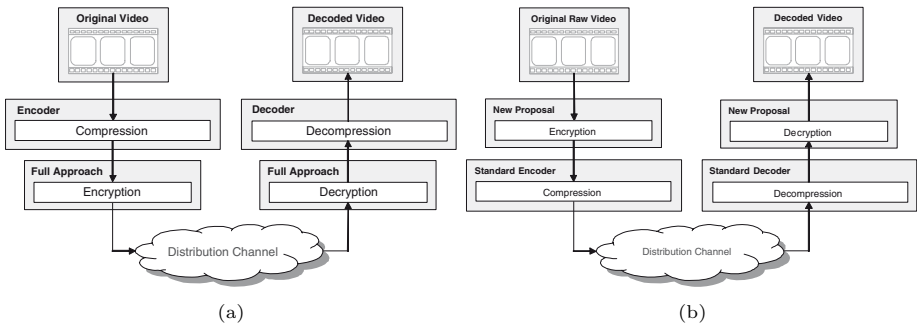 Original Video
Decoded Video
Encoder
Compression
Decoder
Decompression
Full Approach
Encryption
Full Approach
Decryption
Distribution Channel
(a)
Original Raw Video
Decoded Video
New Proposal
Encryption
New Proposal
Decryption
Standard Encoder
Compression
Standard Decoder
Decompression
Distribution Channel
(b)